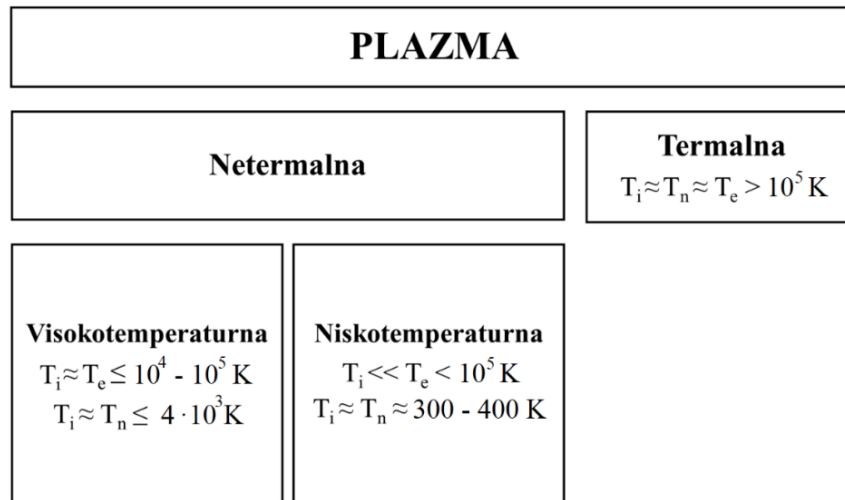 PLAZMA
Netermalna
Termalna
Tᵢ≈Tₙ≈Tₑ > 10⁵ K
Visokotemperaturna
Tᵢ≈Tₑ ≤ 10⁴ - 10⁵ K
Tᵢ≈ Tₙ ≤ 4 · 10³K
Niskotemperaturna
Tᵢ << Tₑ < 10⁵ K
Tᵢ ≈ Tₙ ≈ 300 - 400 K